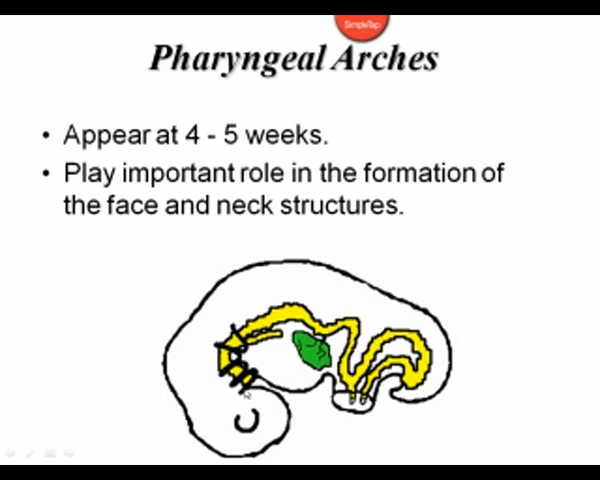 SimpleTap
Pharyngeal Arches
• Appear at 4 - 5 weeks.
• Play important role in the formation of
the face and neck structures.